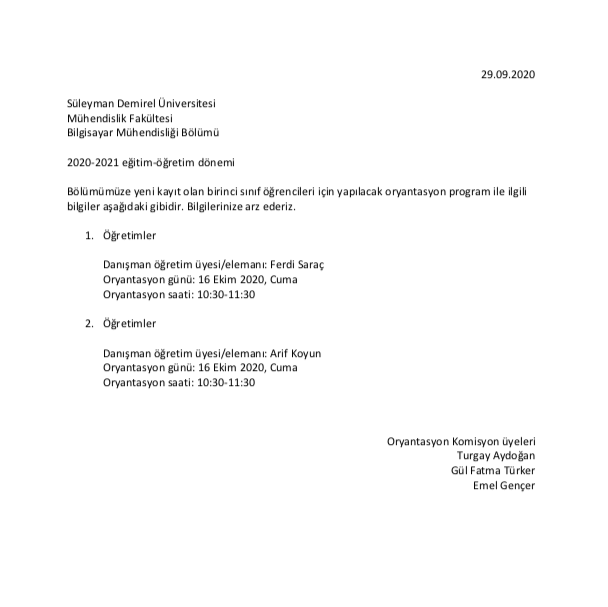 29.09.2020
Süleyman Demirel Üniversitesi
Mühendislik Fakültesi
Bilgisayar Mühendisliği Bölümü
2020-2021 eğitim-öğretim dönemi
Bölümümüze yeni kayıt olan birinci sınıf öğrencileri için yapılacak oryantasyon program ile ilgili
bilgiler aşağıdaki gibidir. Bilgilerinize arz ederiz.
1. Öğretimler
Danışman öğretim üyesi/elemanı: Ferdi Saraç
Oryantasyon günü: 16 Ekim 2020, Cuma
Oryantasyon saati: 10:30-11:30
2. Öğretimler
Danışman öğretim üyesi/elemanı: Arif Koyun
Oryantasyon günü: 16 Ekim 2020, Cuma
Oryantasyon saati: 10:30-11:30
Oryantasyon Komisyon üyeleri
Turgay Aydoğan
Gül Fatma Türker
Emel Gençer